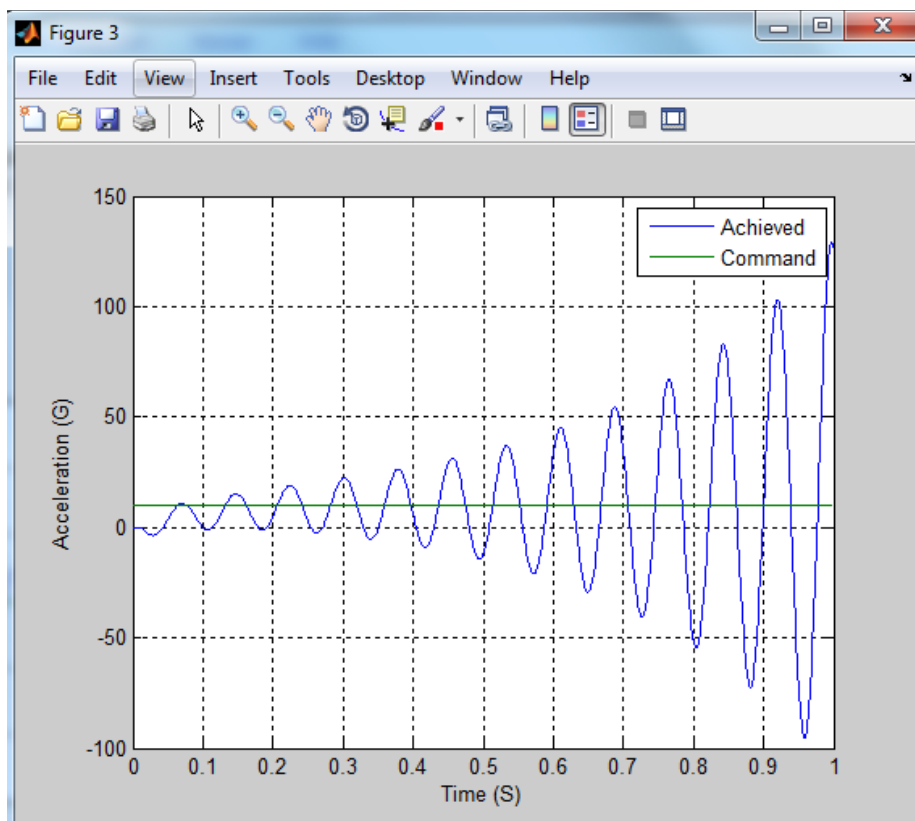 Figure 3
File Edit View Insert Tools Desktop Window Help
150
100
50
0
-50
-100
Acceleration (G)
Achieved
Command
0 0.1 0.2 0.3 0.4 0.5 0.6 0.7 0.8 0.9 1
Time (S)